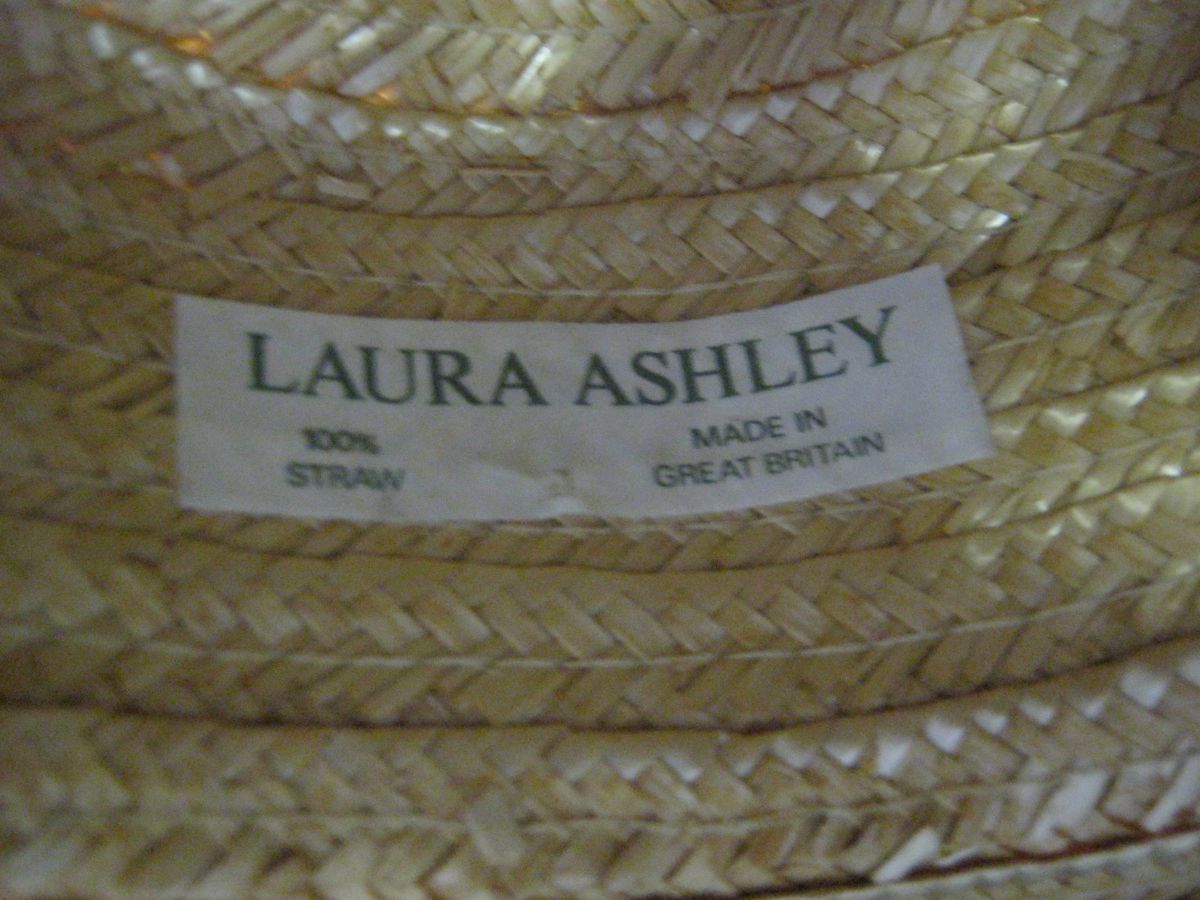 LAURA ASHLEY
100%
STRAW
MADE IN
GREAT BRITAIN